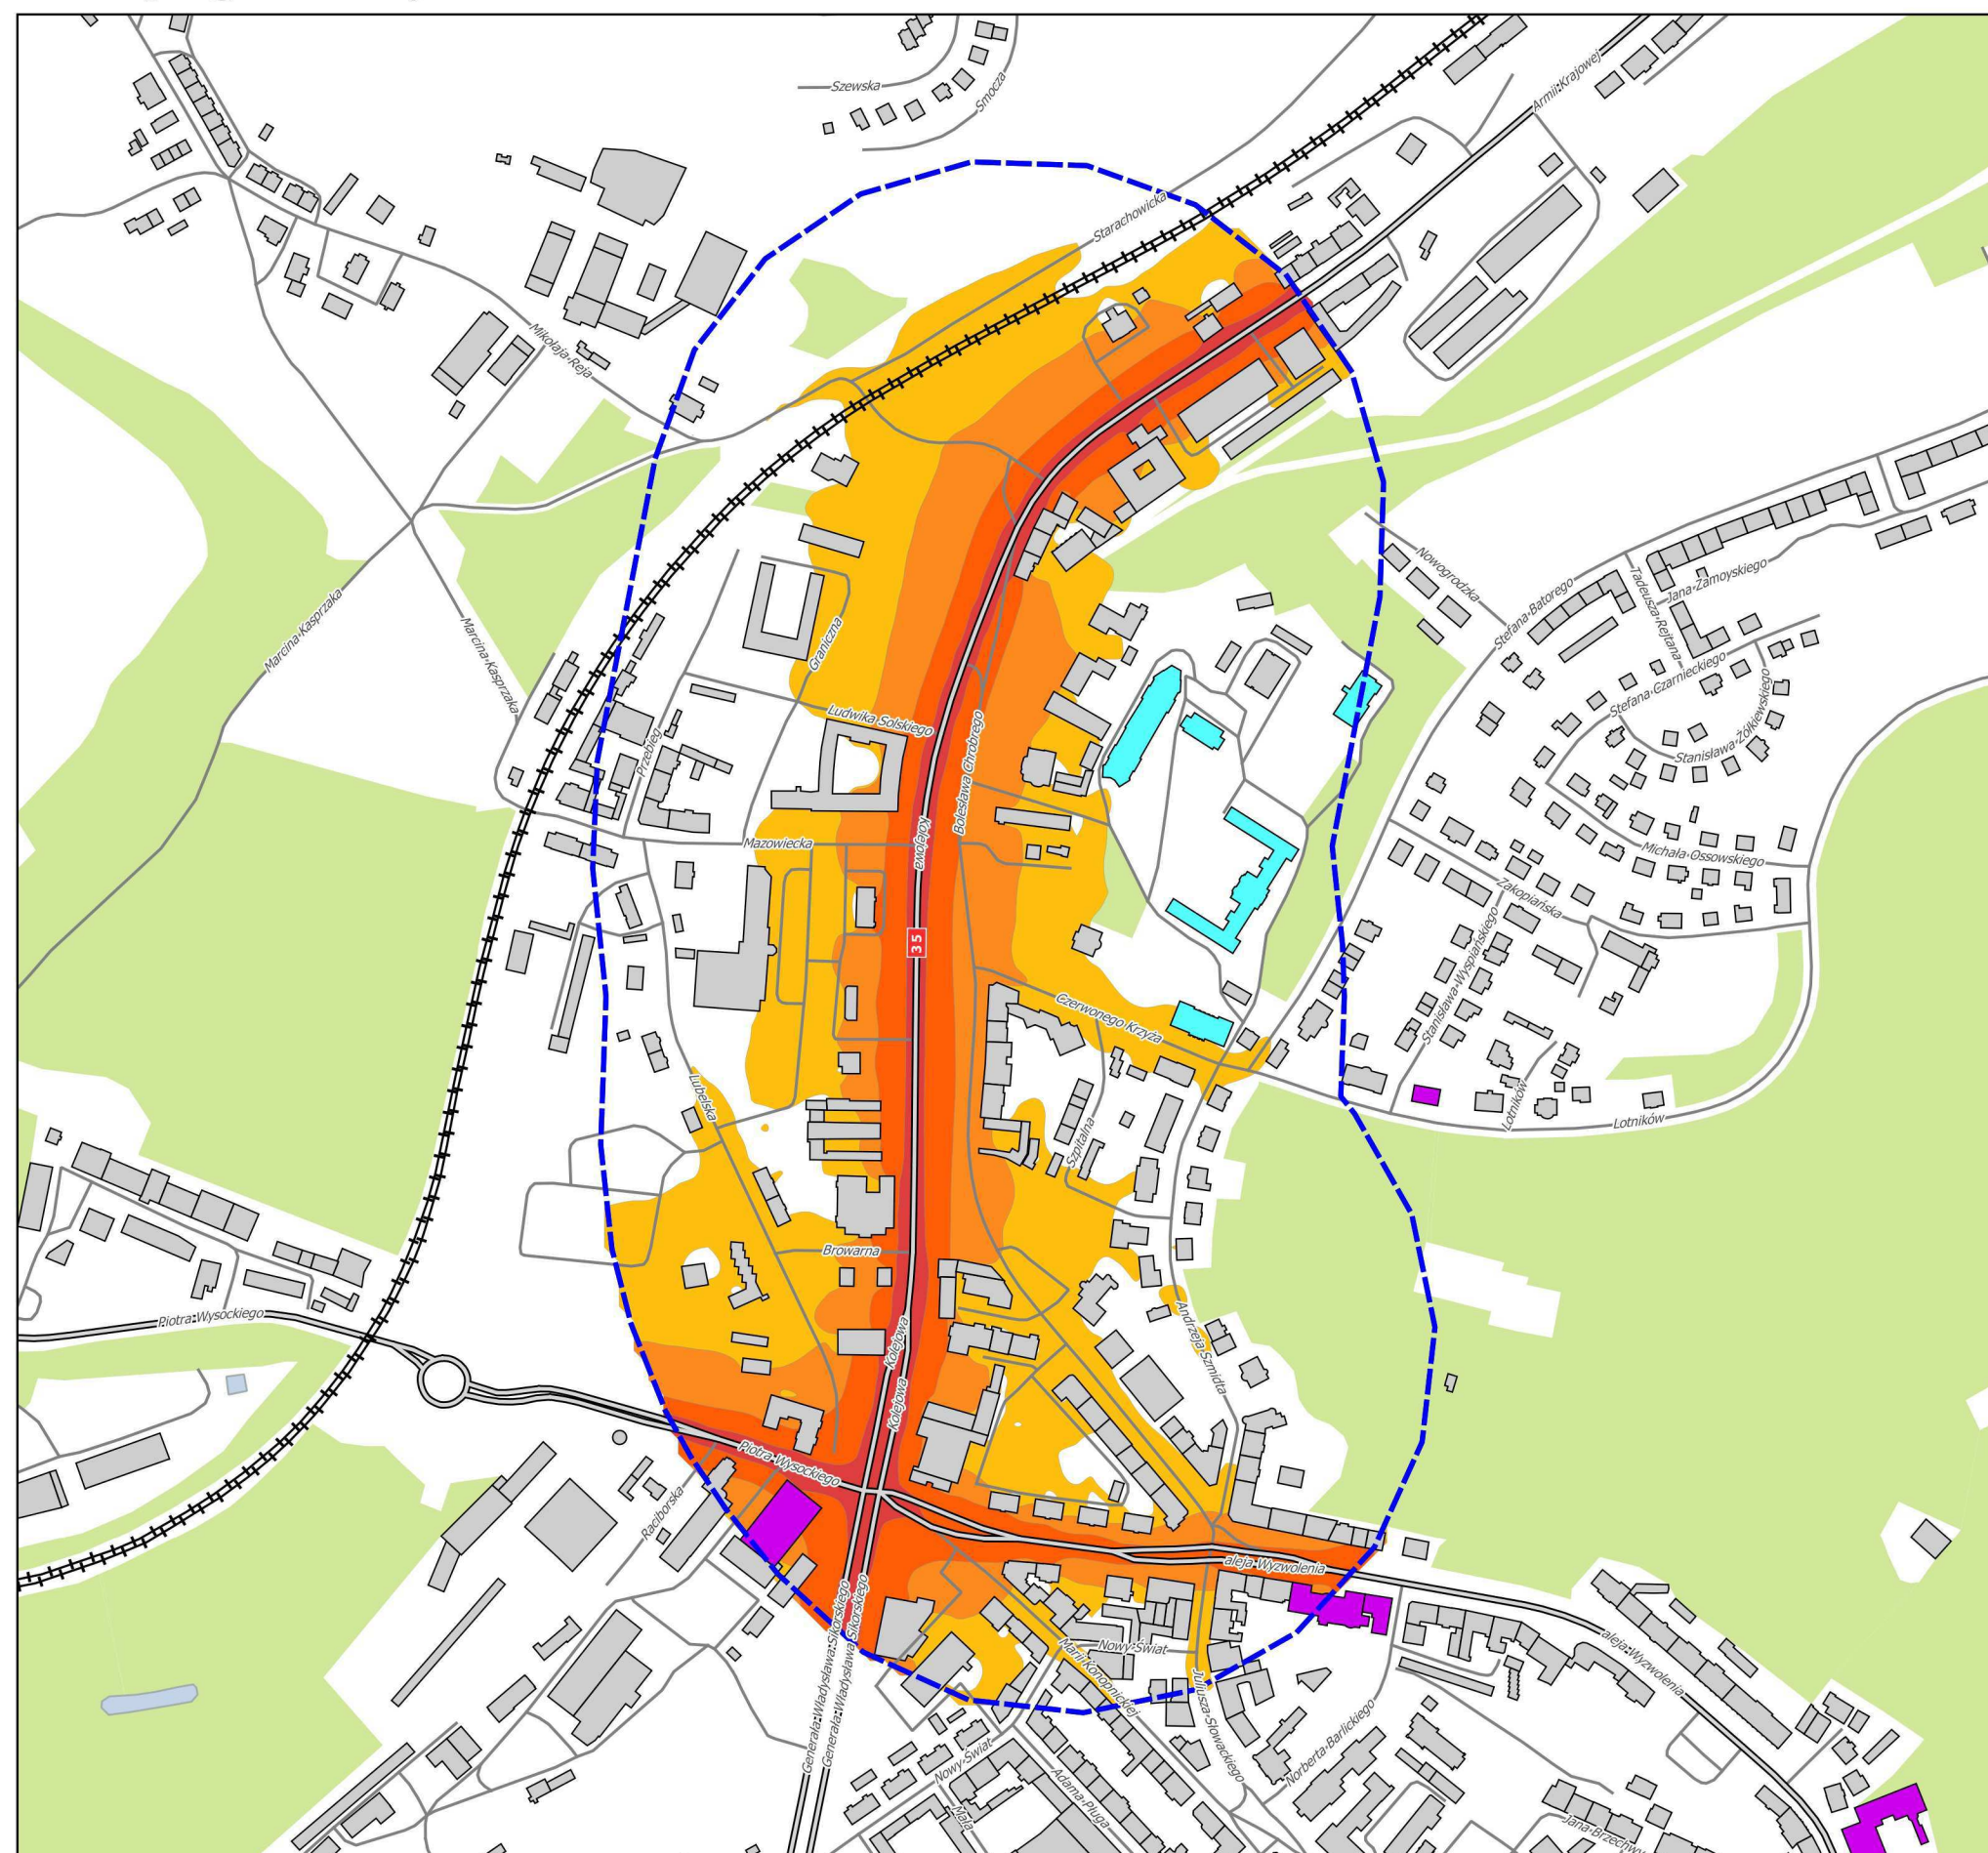 Szewska
Smocza
Armii Krajowej
Starachowicka
Mikołaja Reja
Marcina Kasprzaka
Marcina Kasprzaka
Nowogrodzka
Stefana Batorego
Tadeusza Rejtana
Jana Zamoyskiego
Stefana Czarnieckiego
Stanisława Żółkiewskiego
Graniczna
Ludwika Solskiego
Przebieg
Bolesława Chrobrego
Kolejowa
Mazowiecka
Michała Ossowskiego
Zakopiańska
Stanisława Wyspiańskiego
35
Czerwonego Krzyża
Lubelska
Szpitalna
Lotników
Lotników
Browarna
Piotra Wysockiego
Kolejowa
Kolejowa
Andrzeja Szmidta
Piotra Wysockiego
Raciborska
aleja Wyzwolenia
Generała Władysława Sikorskiego
Generała Władysława Sikorskiego
Nowy Świat
Marii Konopnickiej
Juliusza Słowackiego
aleja Wyzwolenia
Norberta Barlickiego
Nowy Świat
Adama Pługa
Mała
Jana Brzechwy